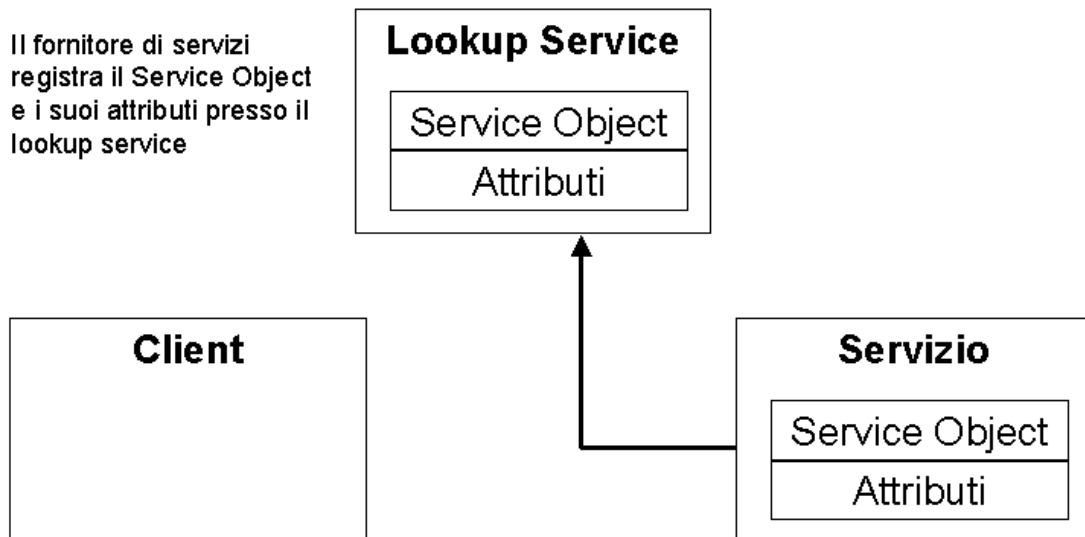 Il fornitore di servizi
registra il Service Object
e i suoi attributi presso il
lookup service
Lookup Service
Service Object
Attributi
Client
Servizio
Service Object
Attributi